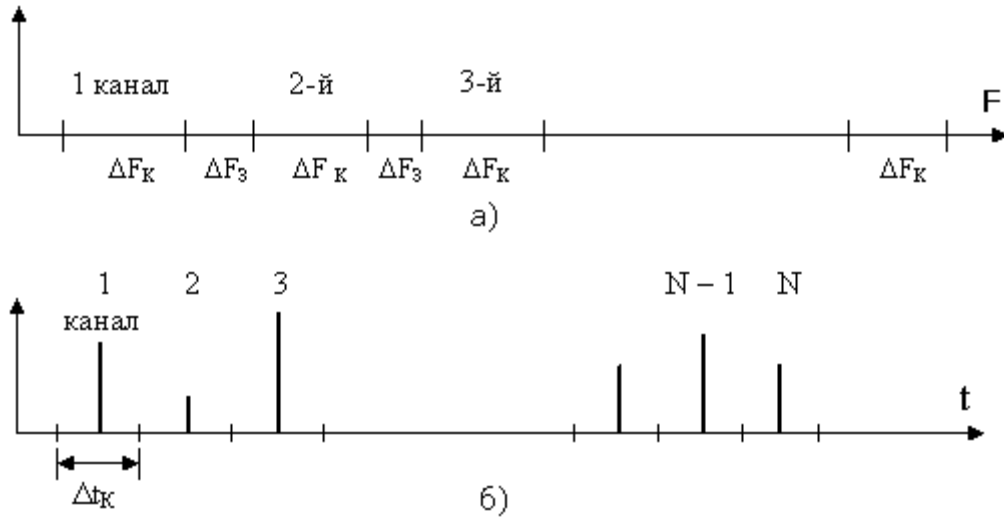 1 канал 2-й 3-й
F
ΔFК ΔFз ΔF К ΔFз ΔFК ΔFК
а)
1 2 3 N – 1 N
канал
t
ΔtК
б)